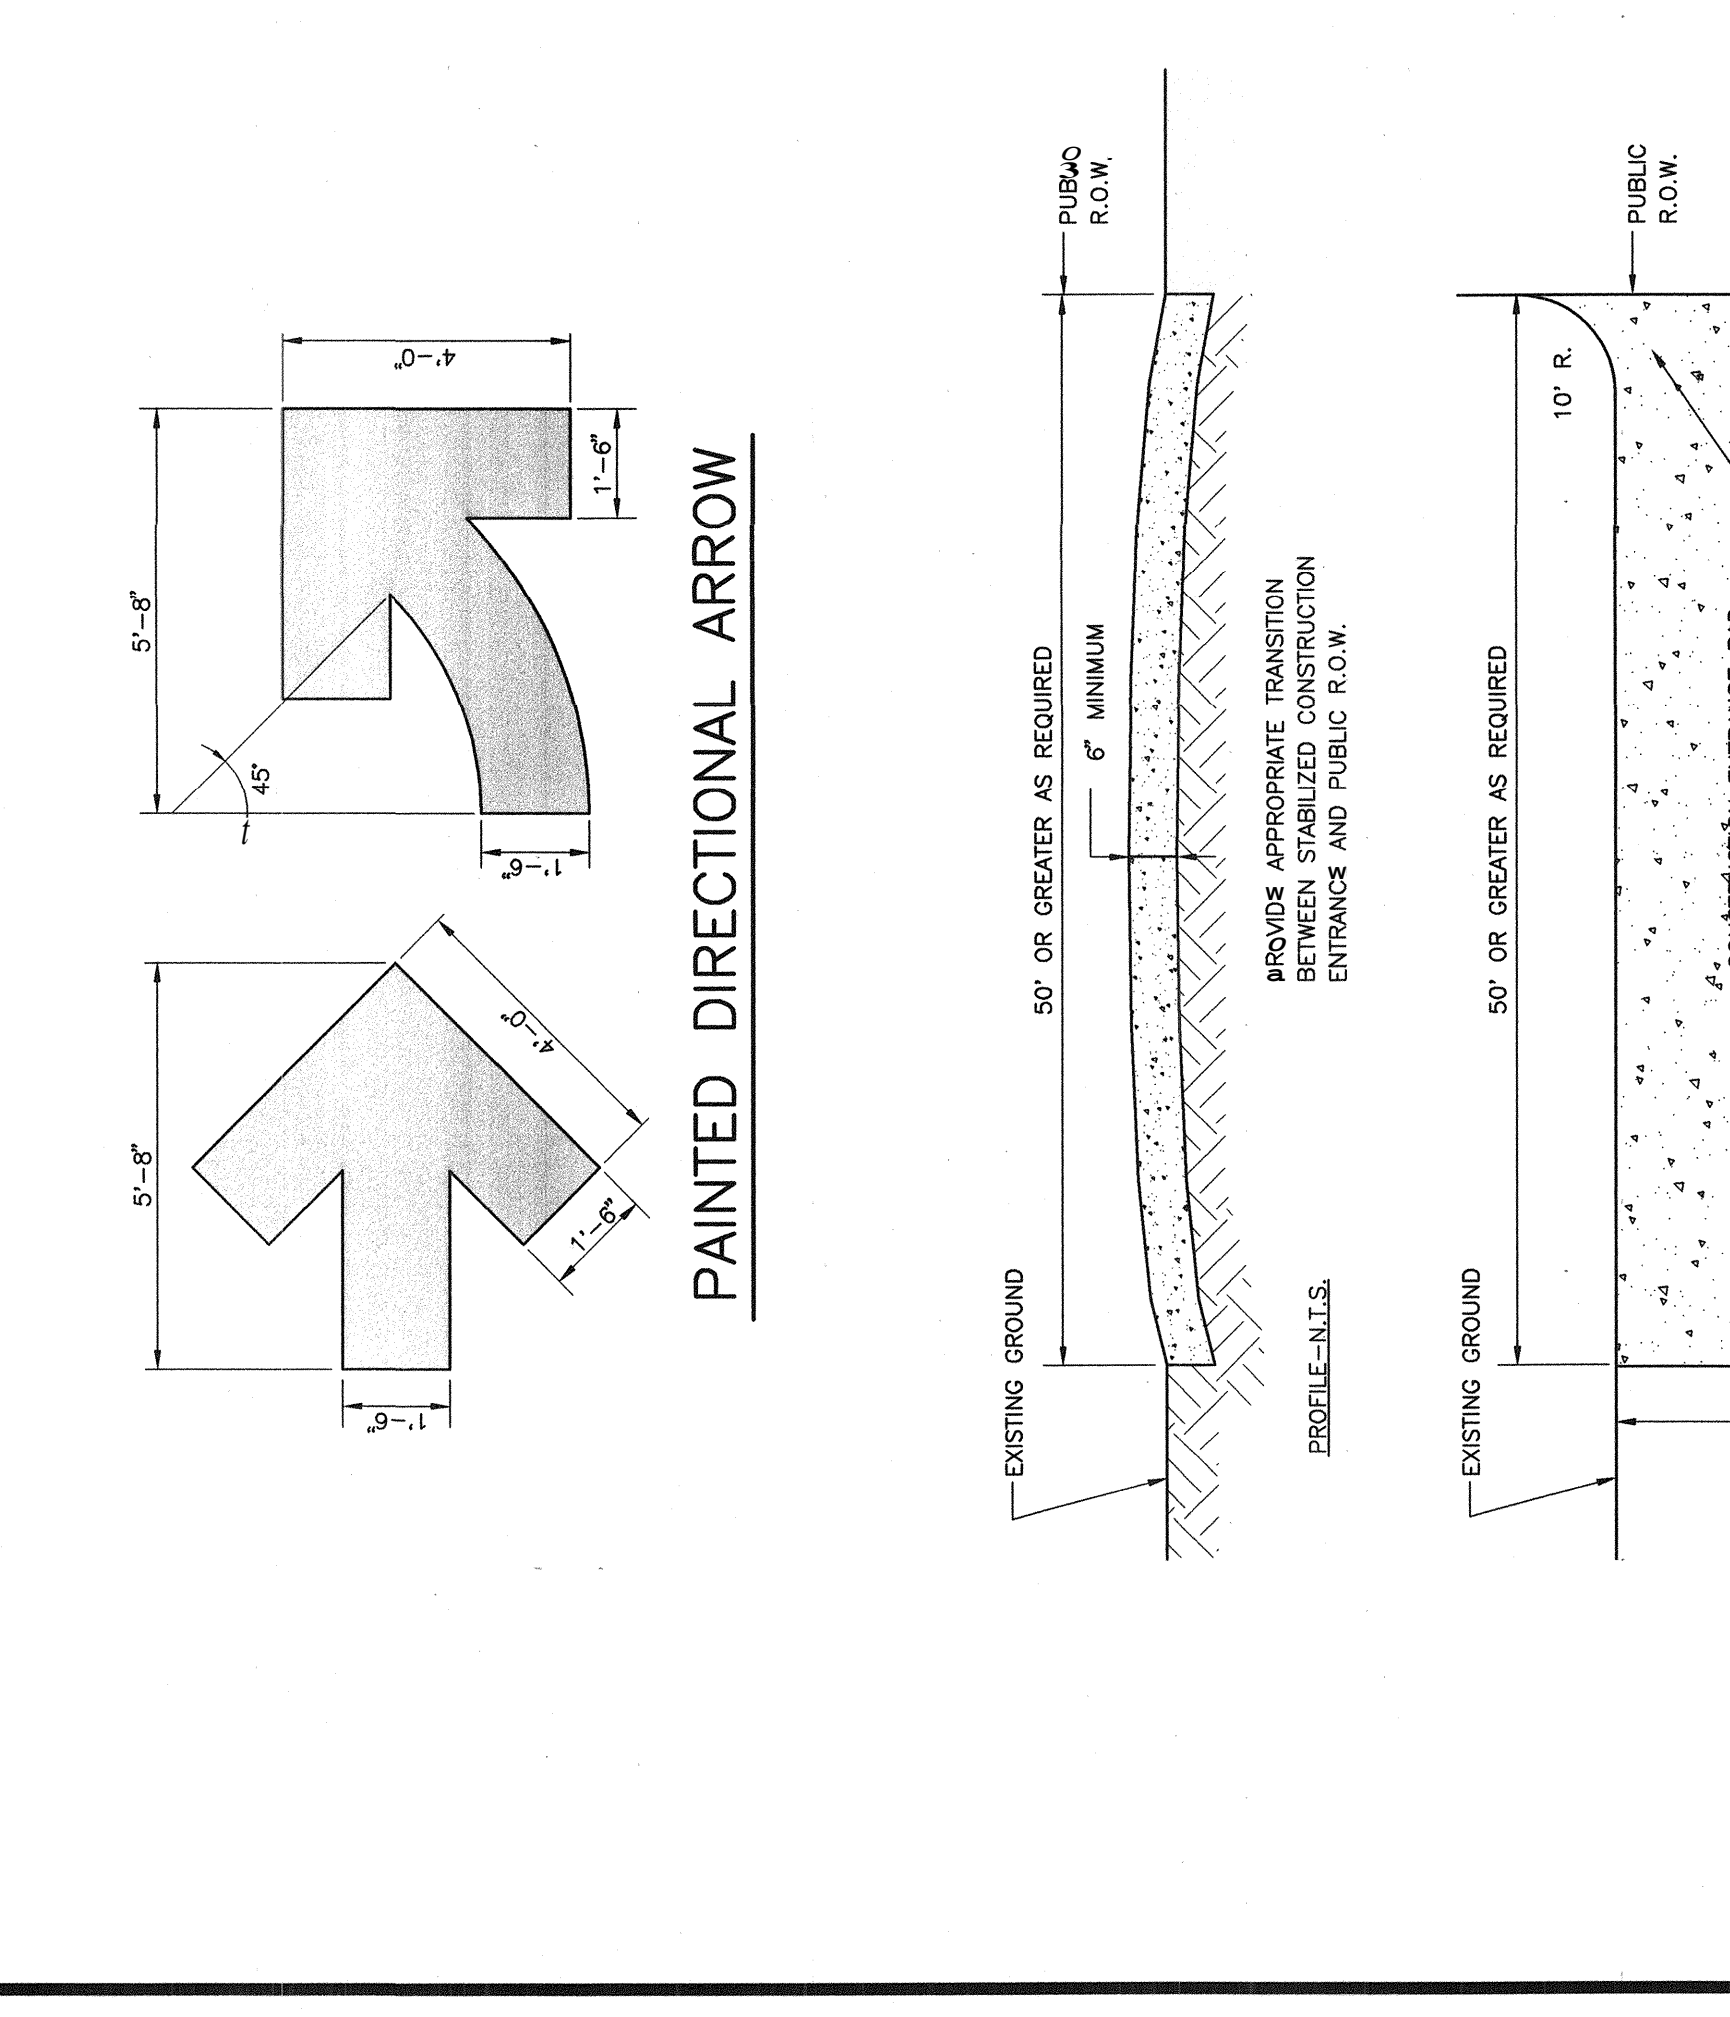 5'-8"
1'-6"
4'-0"
1'-6"
5'-8"
45°
1'-6"
4'-0"
1'-6"
PAINTED DIRECTIONAL ARROW
EXISTING GROUND
50' OR GREATER AS REQUIRED
6" MINIMUM
R.O.W.
PROVIDE APPROPRIATE TRANSITION
BETWEEN STABILIZED CONSTRUCTION
ENTRANCE AND PUBLIC R.O.W.
PROFILE-N.T.S.
EXISTING GROUND
50' OR GREATER AS REQUIRED
10' R.
PUBLIC
R.O.W.